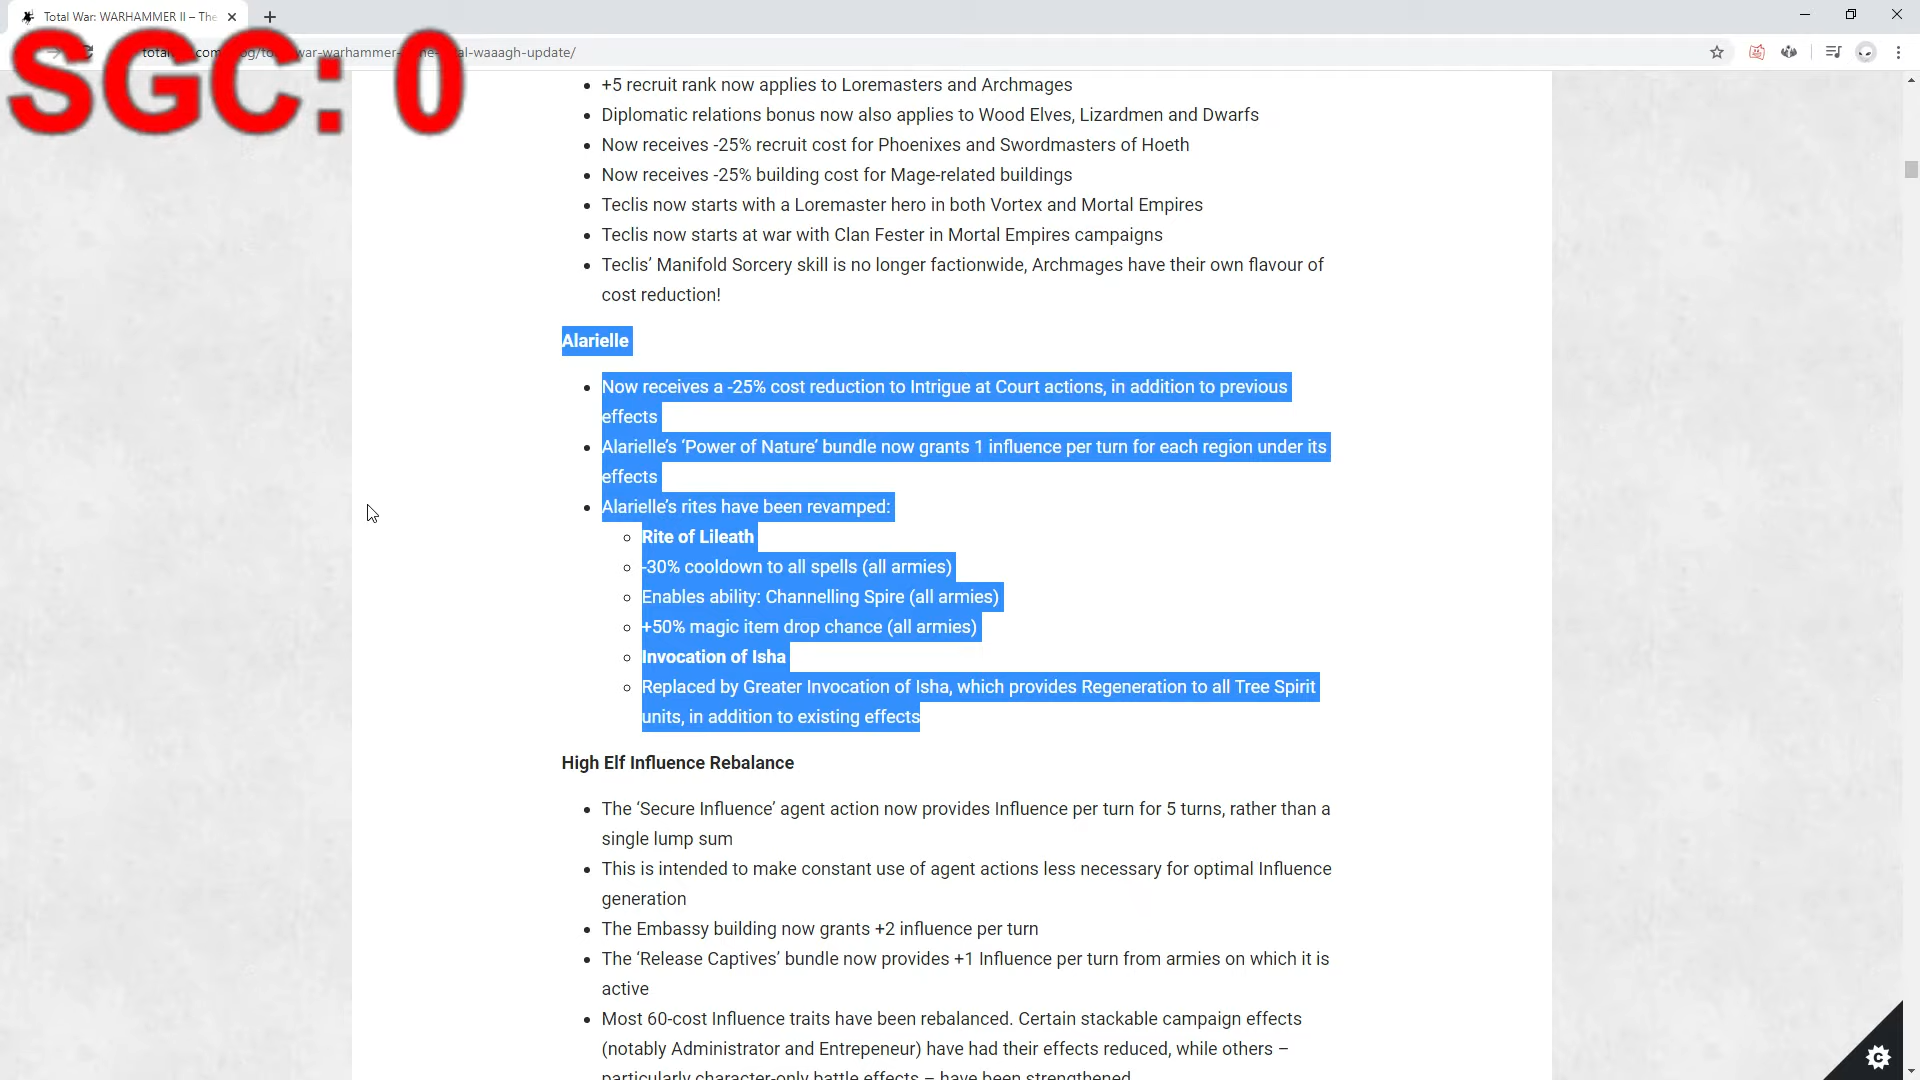 Total War: WARHAMMER II – The
SGC: 0
war-warhammer-
al-waaagh-update/
+5 recruit rank now applies to Loremasters and Archmages
Diplomatic relations bonus now also applies to Wood Elves, Lizardmen and Dwarfs
Now receives -25% recruit cost for Phoenixes and Swordmasters of Hoeth
Now receives -25% building cost for Mage-related buildings
Teclis now starts with a Loremaster hero in both Vortex and Mortal Empires
Teclis now starts at war with Clan Fester in Mortal Empires campaigns
Teclis’ Manifold Sorcery skill is no longer factionwide, Archmages have their own flavour of
cost reduction!
Alarielle
Now receives a -25% cost reduction to Intrigue at Court actions, in addition to previous
effects
Alarielle’s ‘Power of Nature’ bundle now grants 1 influence per turn for each region under its
effects
Alarielle’s rites have been revamped:
Rite of Lileath
-30% cooldown to all spells (all armies)
Enables ability: Channelling Spire (all armies)
+50% magic item drop chance (all armies)
Invocation of Isha
Replaced by Greater Invocation of Isha, which provides Regeneration to all Tree Spirit
units, in addition to existing effects
High Elf Influence Rebalance
The ‘Secure Influence’ agent action now provides Influence per turn for 5 turns, rather than a
single lump sum
This is intended to make constant use of agent actions less necessary for optimal Influence
generation
The Embassy building now grants +2 influence per turn
The ‘Release Captives’ bundle now provides +1 Influence per turn from armies on which it is
active
Most 60-cost Influence traits have been rebalanced. Certain stackable campaign effects
(notably Administrator and Entrepeneur) have had their effects reduced, while others –
particularly character-only battle effects – have been strengthened